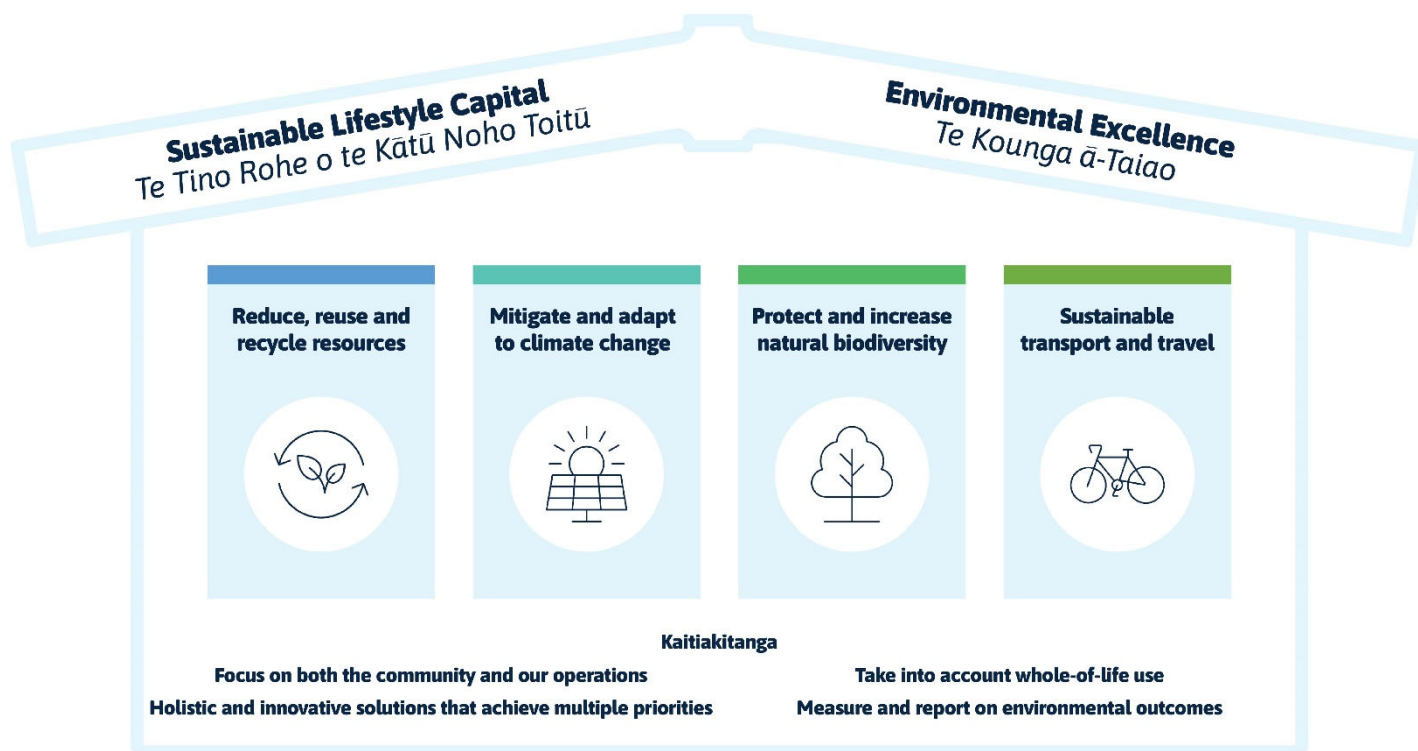 Sustainable Lifestyle Capital
Te Tino Rohe o te Kātū Noho Toitū
Environmental Excellence
Te Kounga ā-Taiao
Reduce, reuse and
recycle resources
Mitigate and adapt
to climate change
Protect and increase
natural biodiversity
Sustainable
transport and travel
Kaitiakitanga
Focus on both the community and our operations
Take into account whole-of-life use
Holistic and innovative solutions that achieve multiple priorities
Measure and report on environmental outcomes